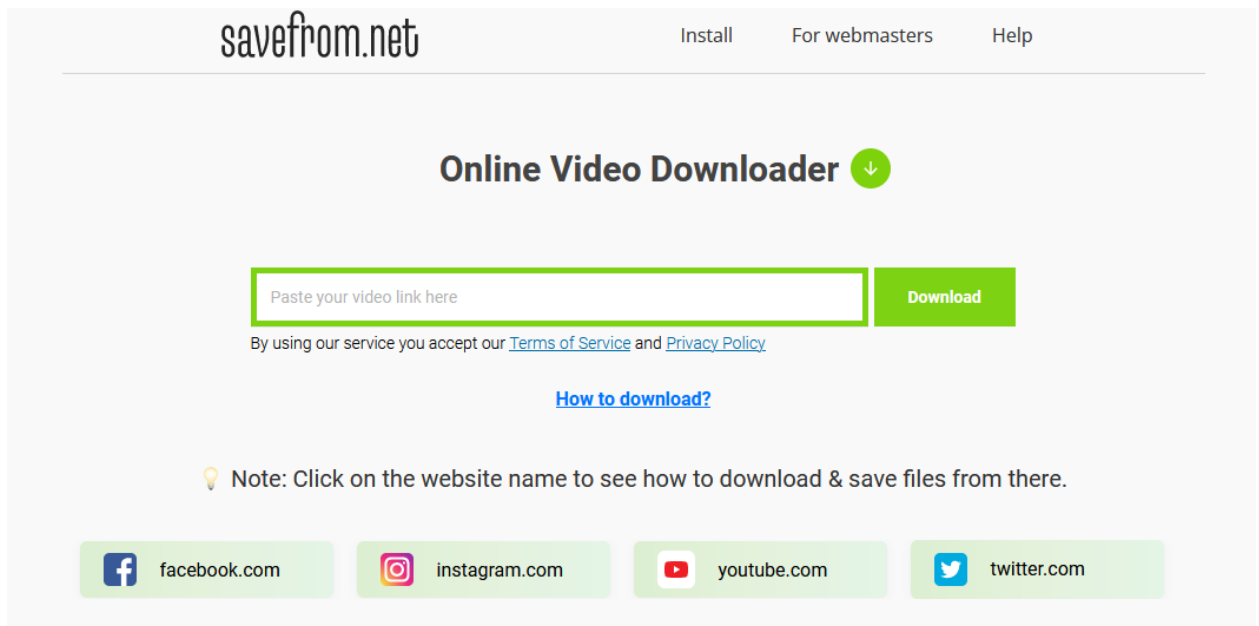 savefrom.net Install For webmasters Help
Online Video Downloader
Paste your video link here Download
By using our service you accept our Terms of Service and Privacy Policy
How to download?
Note: Click on the website name to see how to download & save files from there.
facebook.com instagram.com youtube.com twitter.com